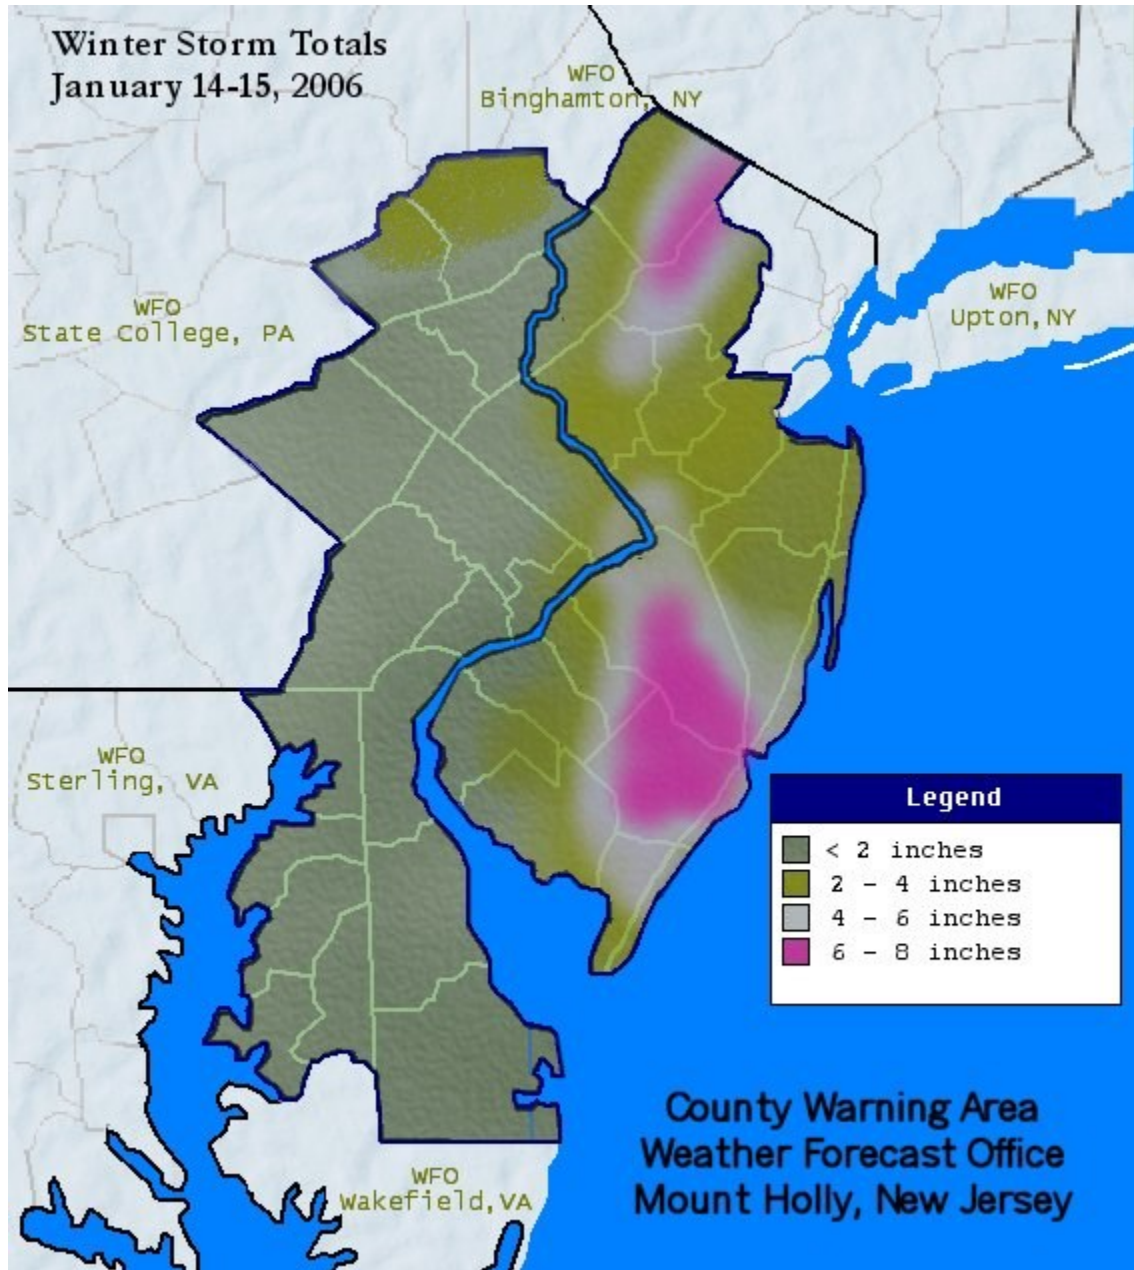 Winter Storm Totals
January 14-15, 2006
WFO
Binghamton, NY
WFO
State College, PA
WFO
Upton, NY
WFO
Sterling, VA
Legend
< 2 inches
2 - 4 inches
4 - 6 inches
6 - 8 inches
County Warning Area
Weather Forecast Office
Mount Holly, New Jersey
WFO
Wakefield, VA